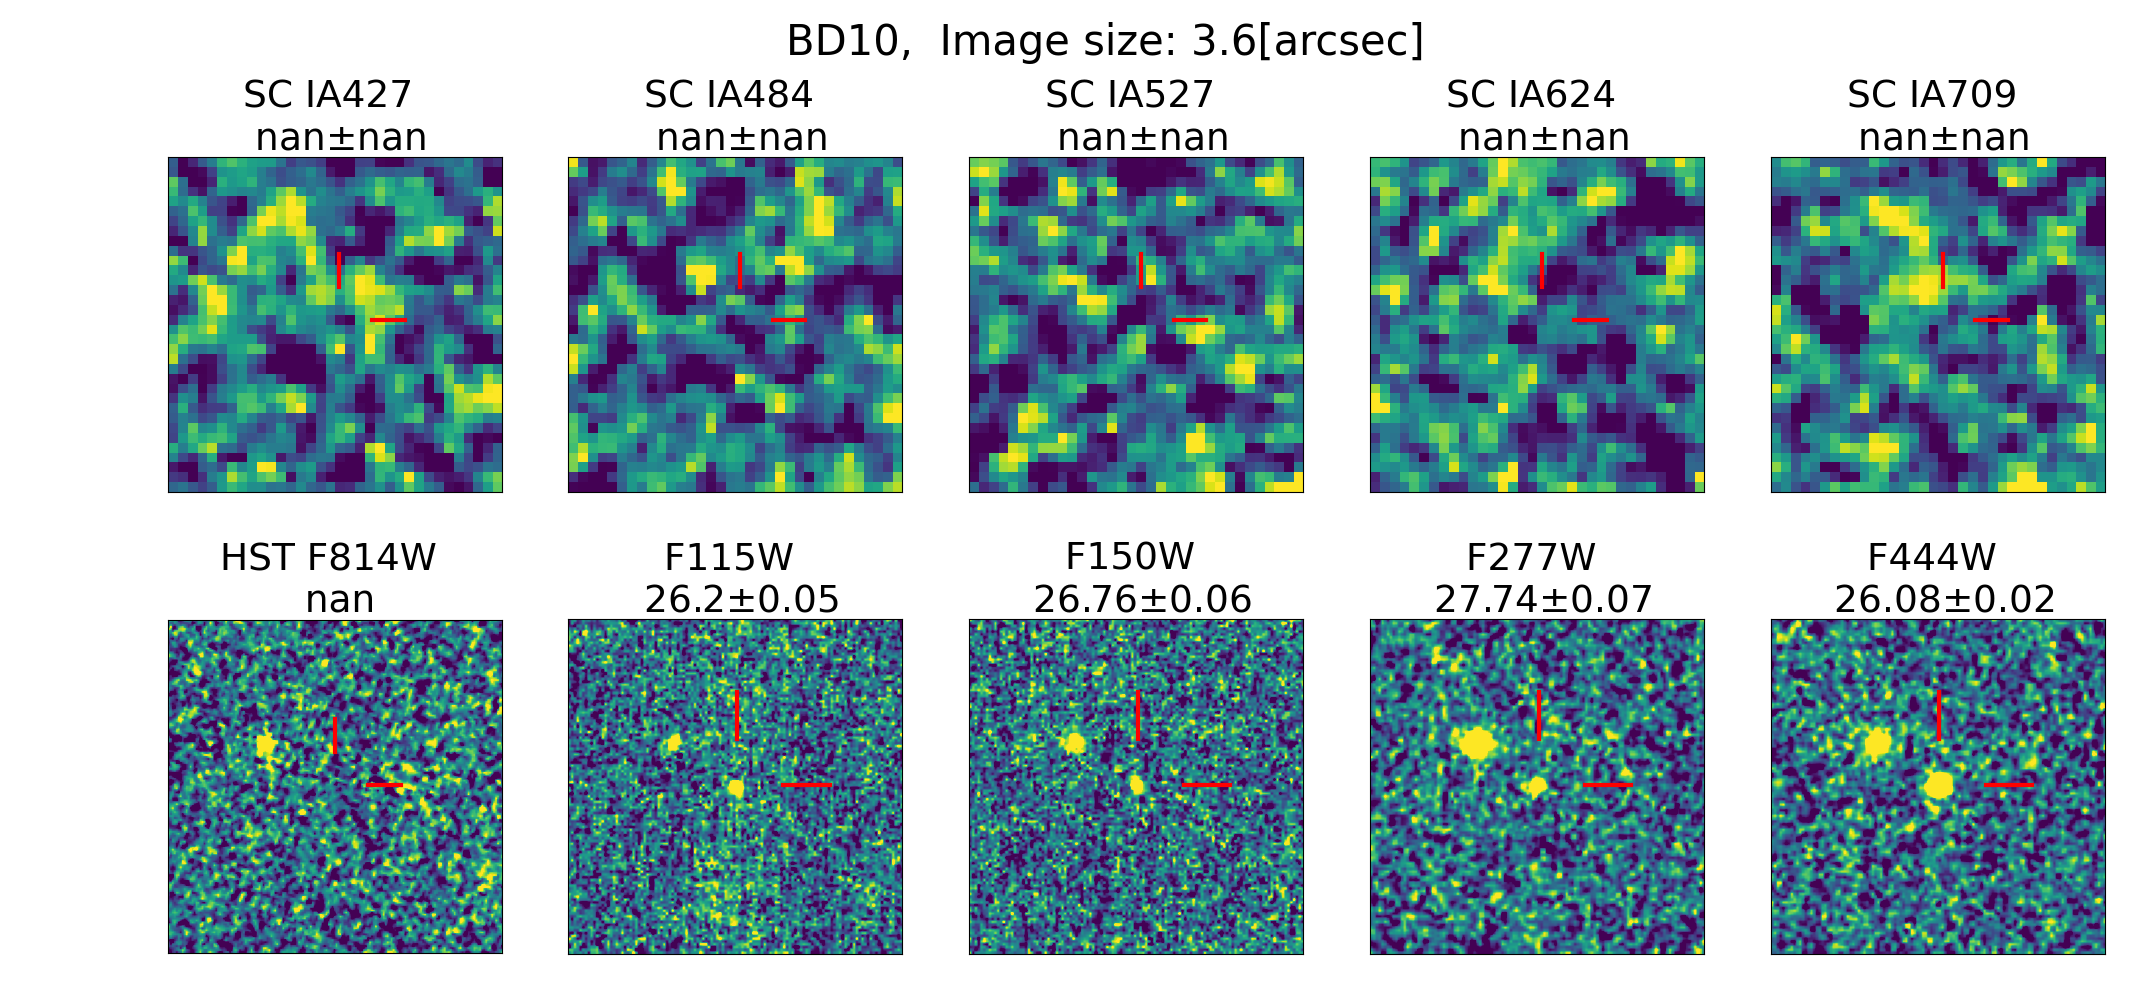 BD10,  Image size: 3.6[arcsec]
SC IA427
nan±nan
SC IA484
nan±nan
SC IA527
nan±nan
SC IA624
nan±nan
SC IA709
nan±nan
HST F814W
nan
F115W
26.2±0.05
F150W
26.76±0.06
F277W
27.74±0.07
F444W
26.08±0.02